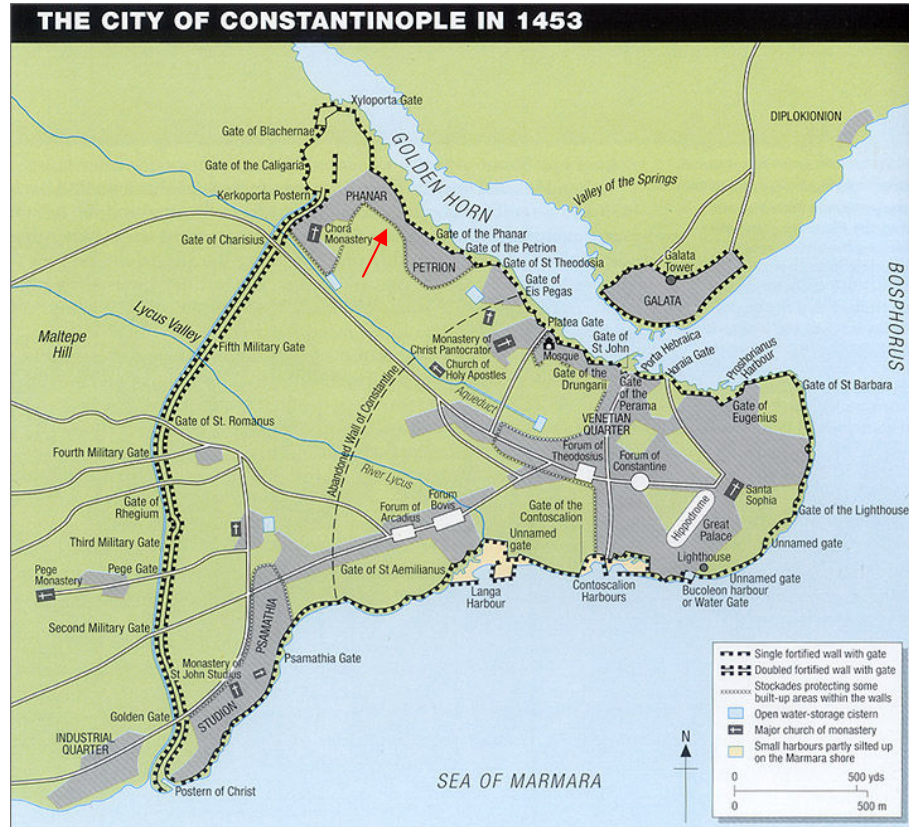 THE CITY OF CONSTANTINOPLE IN 1453
Xyloporta Gate
Gate of Blachernae
Gate of the Caligaria
Kerkoporta Postern
PHANAR
GOLDEN HORN
DIPLOKIONION
Valley of the Springs
Gate of Charisius
Chora
Monastery
Gate of the Phanar
Gate of the Petrion
Gate of St Theodosia
PETRION
Gate of
Eis Pegas
Galata
Tower
GALATA
BOSPHORUS
Lycus Valley
Maltepe
Hill
Fifth Military Gate
Platea Gate
Gate of
St John
Porta Hebraica
Proshorianus
Harbour
Monastery of
Christ Pantocrator
Mosque
Church of
Holy Apostles
Gate of the
Drungarii
Gate
of the
Perama
Gate of St Barbara
Gate of
Eugenius
Aqueduct
Abandoned Wall of Constantine
VENETIAN
QUARTER
Gate of St. Romanus
Fourth Military Gate
Forum of
Theodosius
Forum of
Constantine
River Lycus
Santa
Sophia
Hippodrome
Gate of
Rhegium
Forum of
Arcadius
Forum
Bovis
Gate of the
Contoscalion
Great
Palace
Gate of the Lighthouse
Third Military Gate
Unnamed
gate
Unnamed gate
Lighthouse
Pege
Monastery
Pege Gate
Gate of St Aemilianus
Langa
Harbour
Contoscalion
Harbours
Bucoleon harbour
or Water Gate
Unnamed
gate
Second Military Gate
PSAMATHIA
Psamathia Gate
Monastery of
St John Studius
STUDION
Golden Gate
INDUSTRIAL
QUARTER
Postern of Christ
SEA OF MARMARA
N
Single fortified wall with gate
Doubled fortified wall with gate
Stockades protecting some
built-up areas within the walls
Open water-storage cistern
Major church of monastery
Small harbours partly silted up
on the Marmara shore
0 500 yds
0 500 m